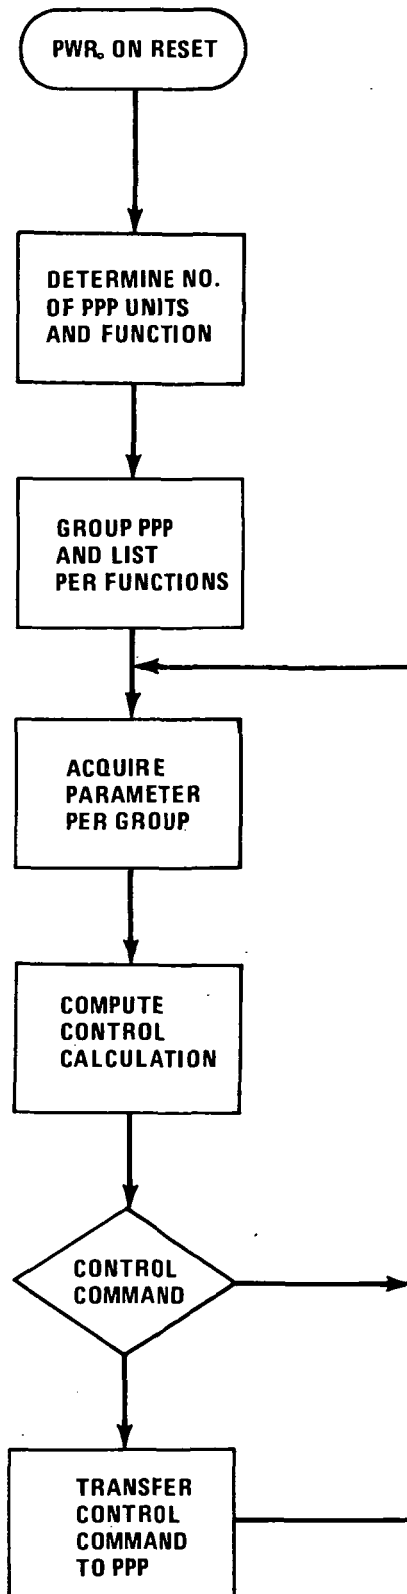 PWR. ON RESET
DETERMINE NO.
OF PPP UNITS
AND FUNCTION
GROUP PPP
AND LIST
PER FUNCTIONS
ACQUIRE
PARAMETER
PER GROUP
COMPUTE
CONTROL
CALCULATION
CONTROL
COMMAND
TRANSFER
CONTROL
COMMAND
TO PPP